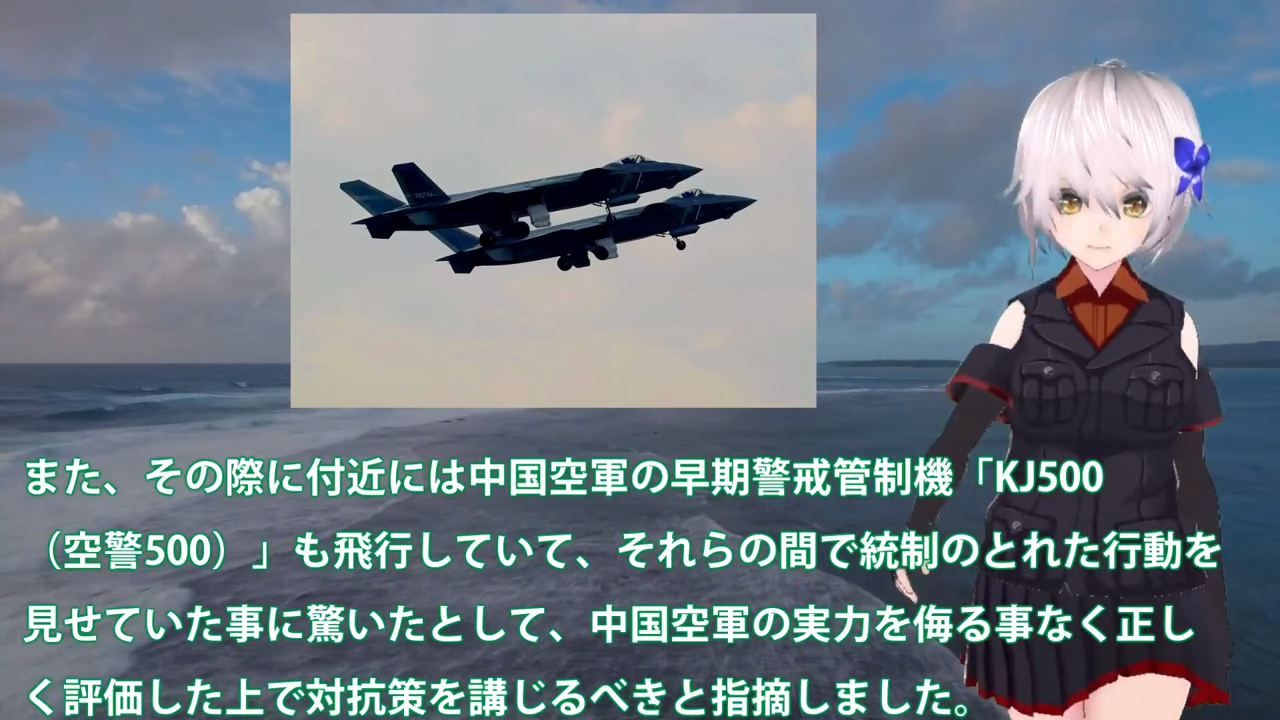 また、その際に付近には中国空軍の早期警戒管制機「KJ500
（空警500）」も飛行していて、それらの間で統制のとれた行動を
見せていた事に驚いたとして、中国空軍の実力を侮る事なく正し
く評価した上で対抗策を講じるべきと指摘しました。